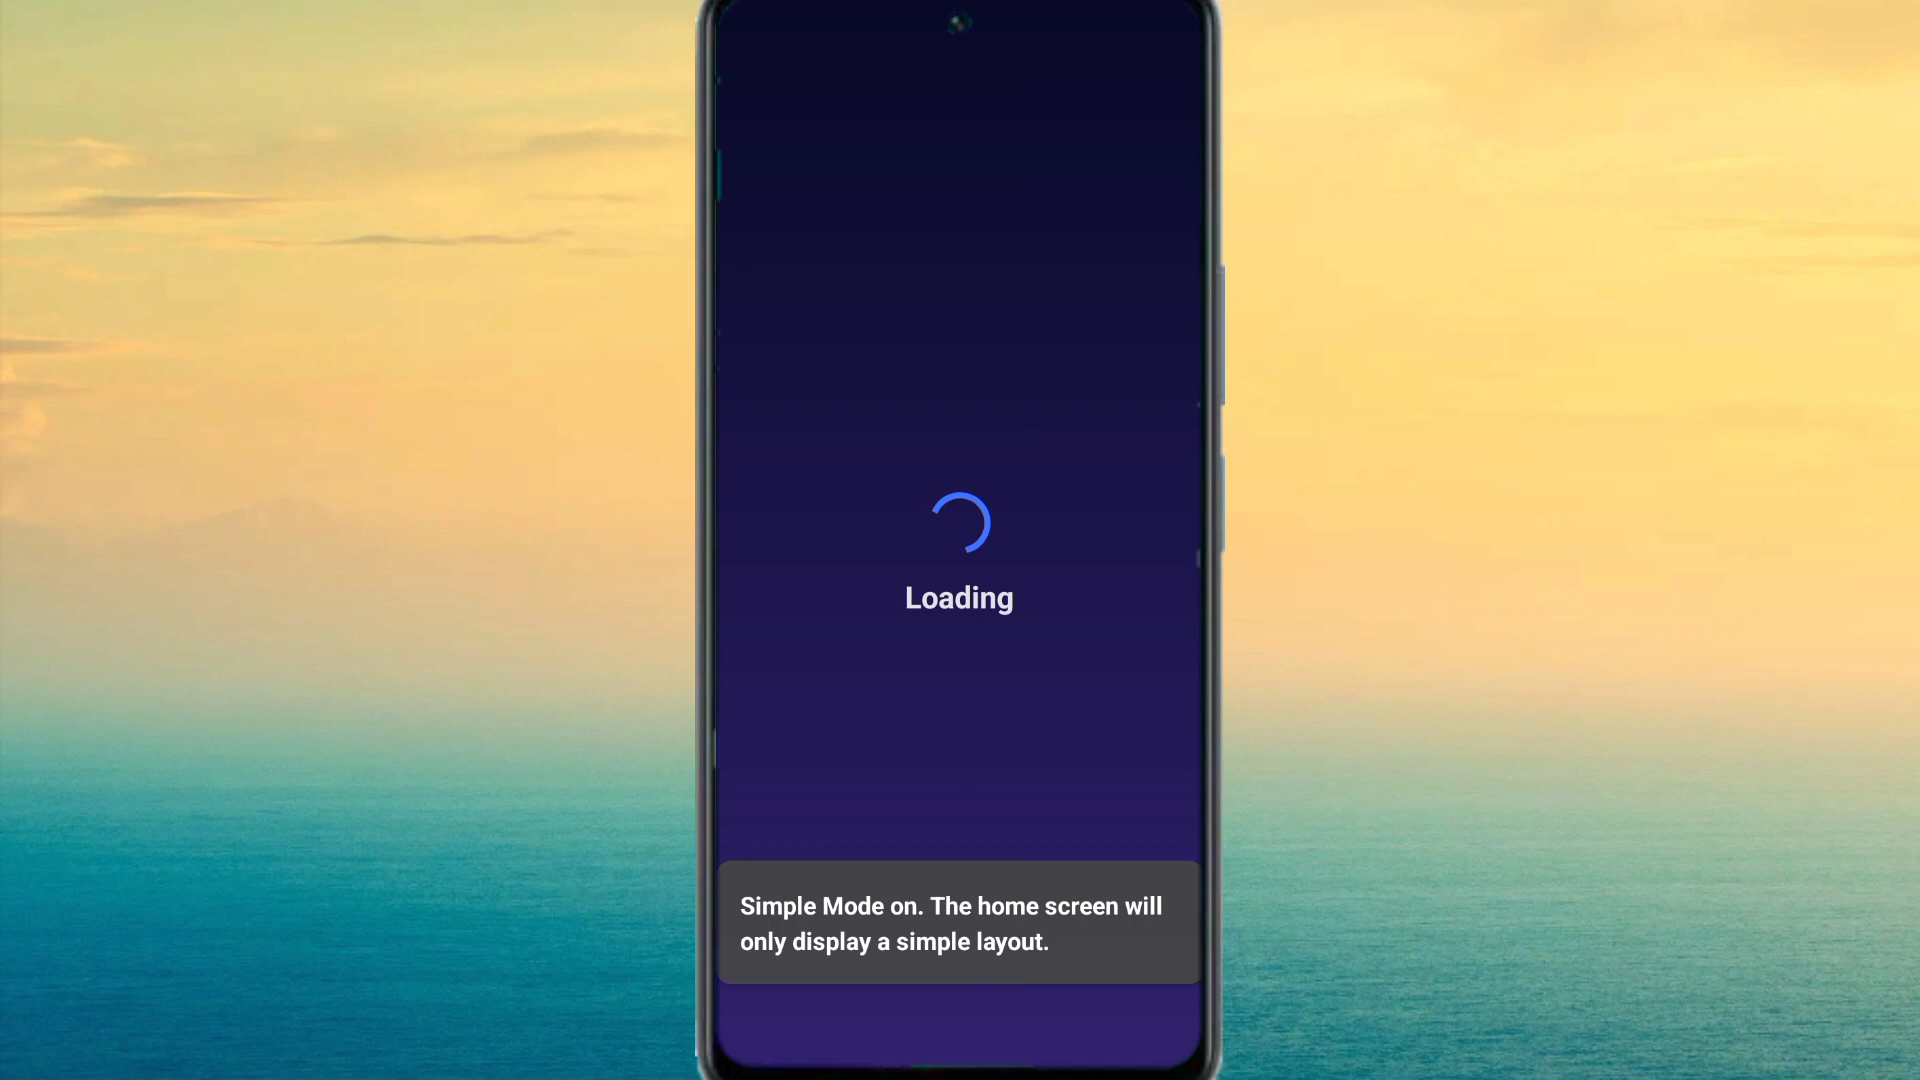 Loading
Simple Mode on. The home screen will
only display a simple layout.